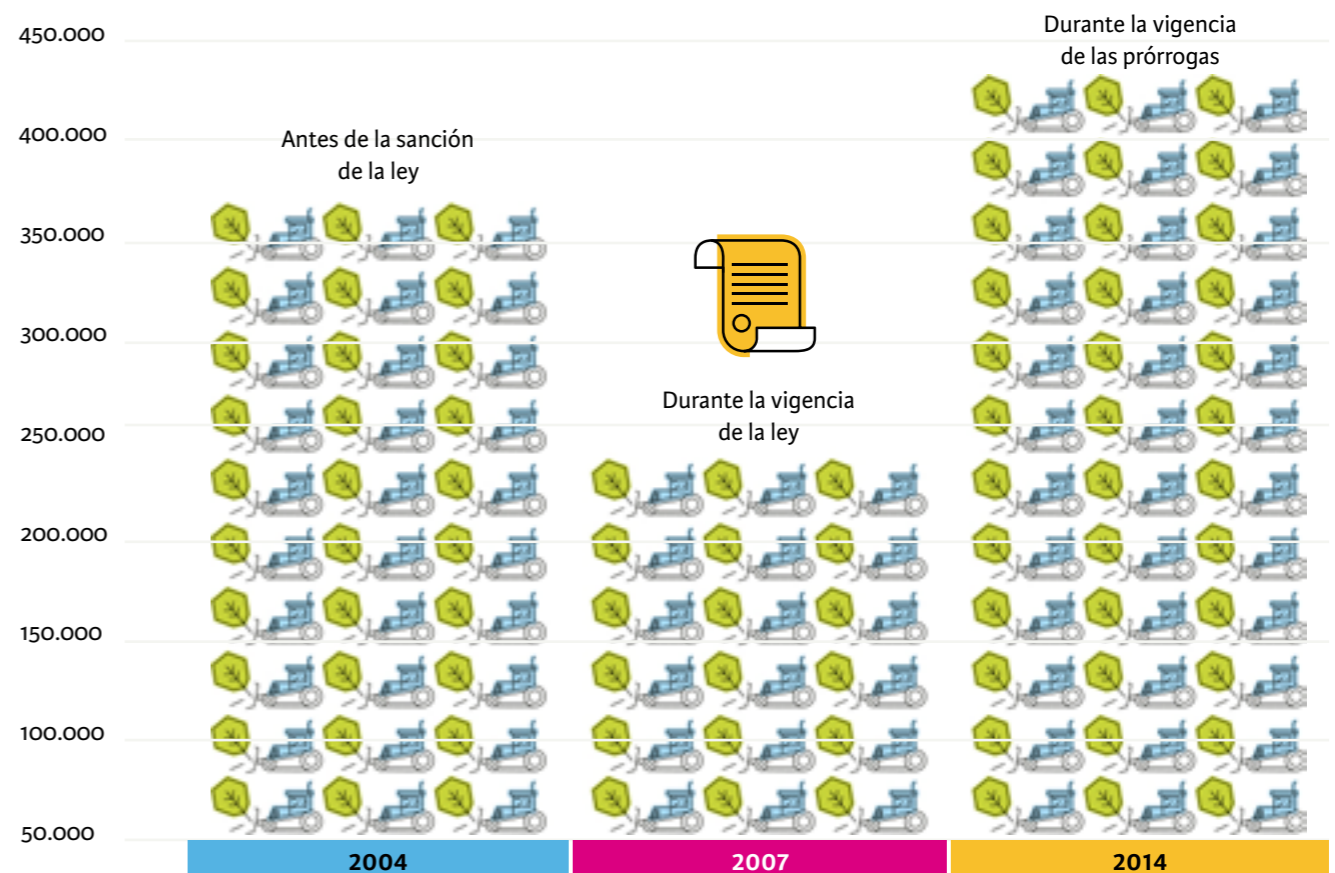 450.000
400.000
350.000
300.000
250.000
200.000
150.000
100.000
50.000
Antes de la sanción
de la ley
Durante la vigencia
de la ley
Durante la vigencia
de las prórrogas
2004
2007
2014